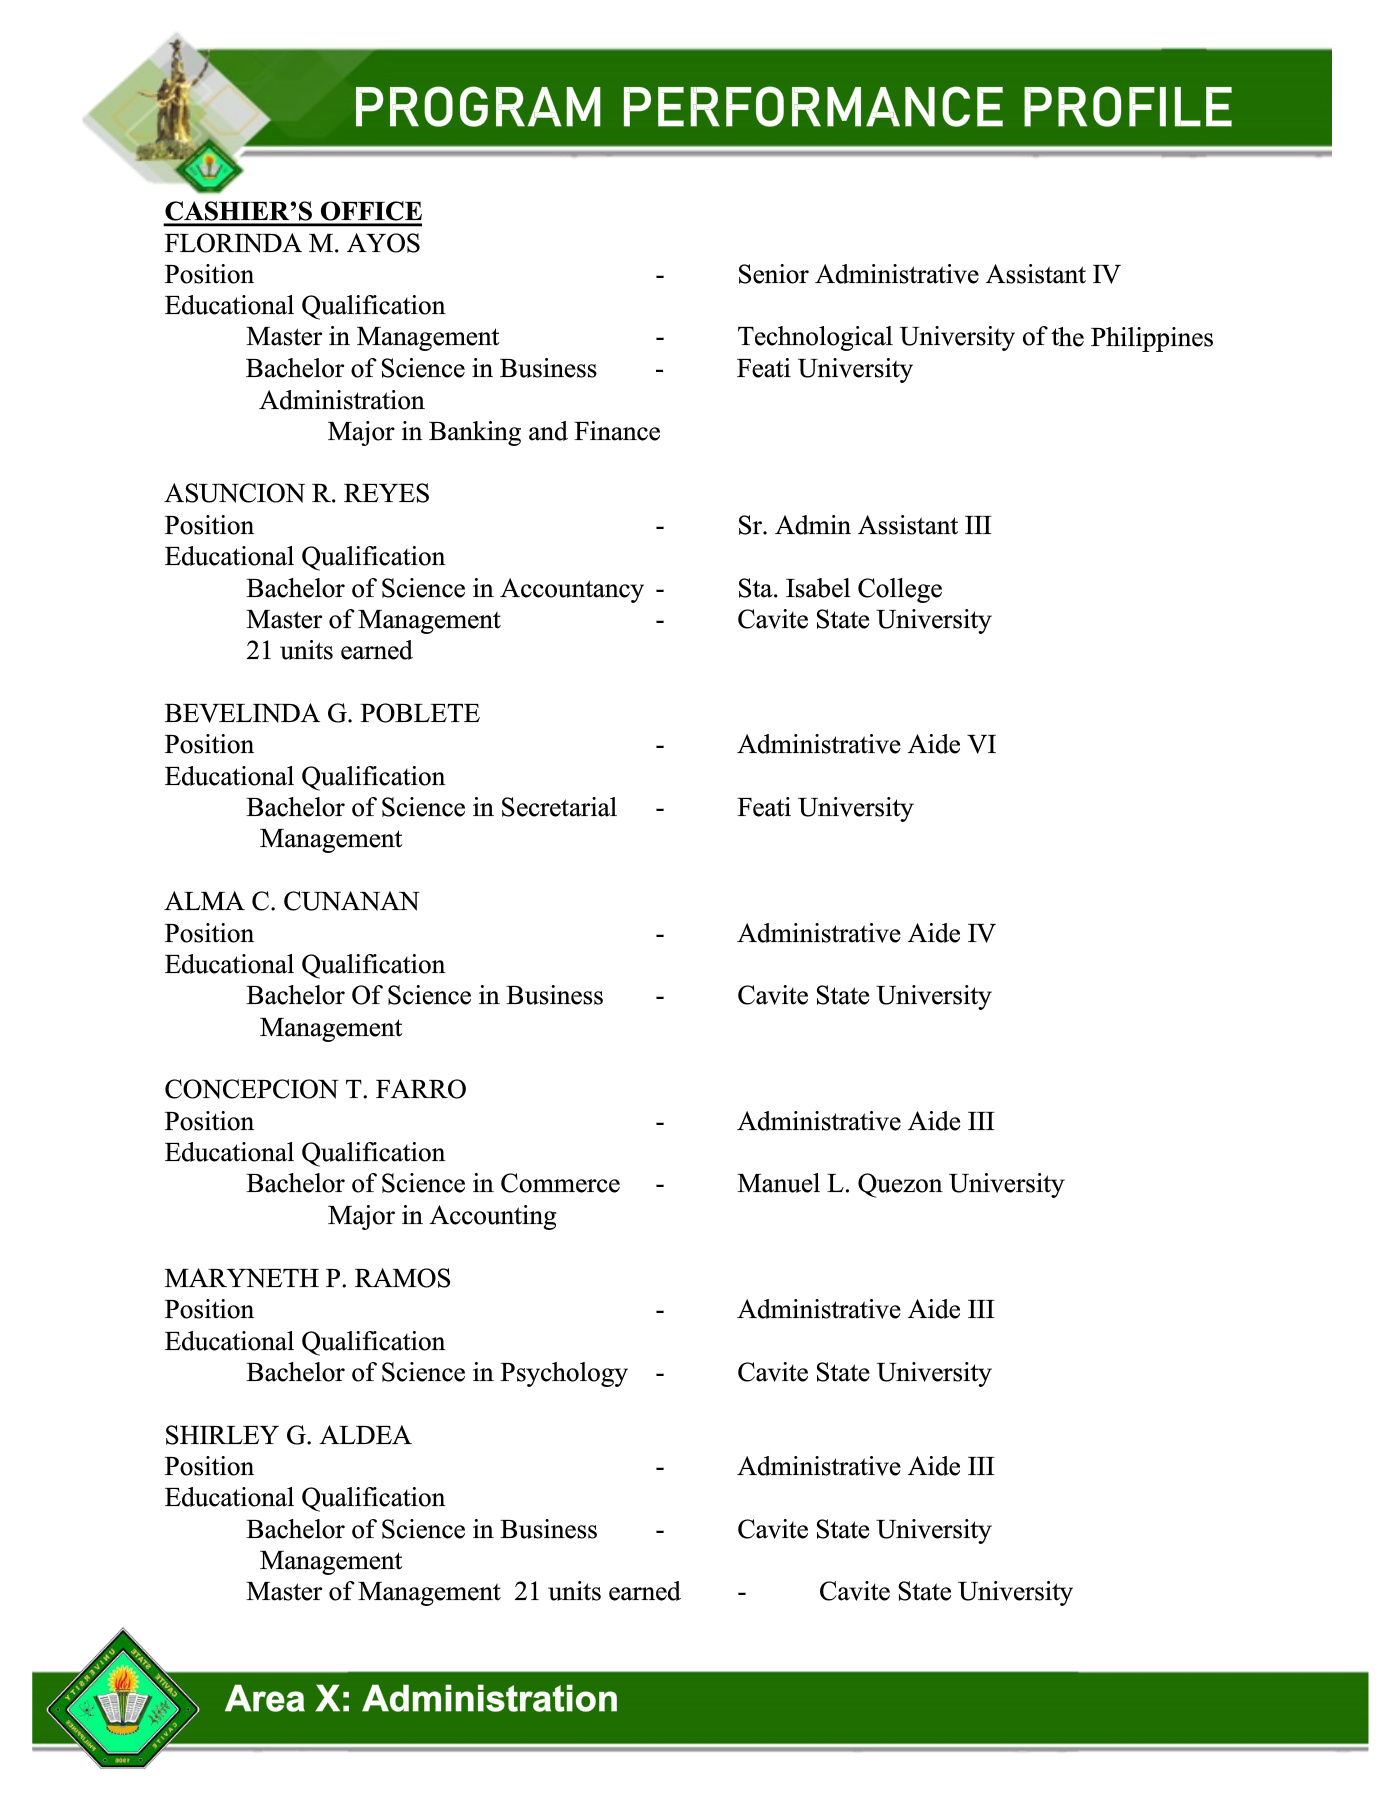 PROGRAM PERFORMANCE PROFILE
CASHIER’S OFFICE
FLORINDA M. AYOS
Position - Senior Administrative Assistant IV
Educational Qualification
Master in Management - Technological University of the Philippines
Bachelor of Science in Business - Feati University
Administration
Major in Banking and Finance
ASUNCION R. REYES
Position - Sr. Admin Assistant III
Educational Qualification
Bachelor of Science in Accountancy - Sta. Isabel College
Master of Management - Cavite State University
21 units earned
BEVELINDA G. POBLETE
Position - Administrative Aide VI
Educational Qualification
Bachelor of Science in Secretarial - Feati University
Management
ALMA C. CUNANAN
Position - Administrative Aide IV
Educational Qualification
Bachelor Of Science in Business - Cavite State University
Management
CONCEPCION T. FARRO
Position - Administrative Aide III
Educational Qualification
Bachelor of Science in Commerce - Manuel L. Quezon University
Major in Accounting
MARYNETH P. RAMOS
Position - Administrative Aide III
Educational Qualification
Bachelor of Science in Psychology - Cavite State University
SHIRLEY G. ALDEA
Position - Administrative Aide III
Educational Qualification
Bachelor of Science in Business - Cavite State University
Management
Master of Management 21 units earned - Cavite State University
CAVITE STATE UNIVERSITY
CAVITE PHILIPPINES
1906
Area X: Administration